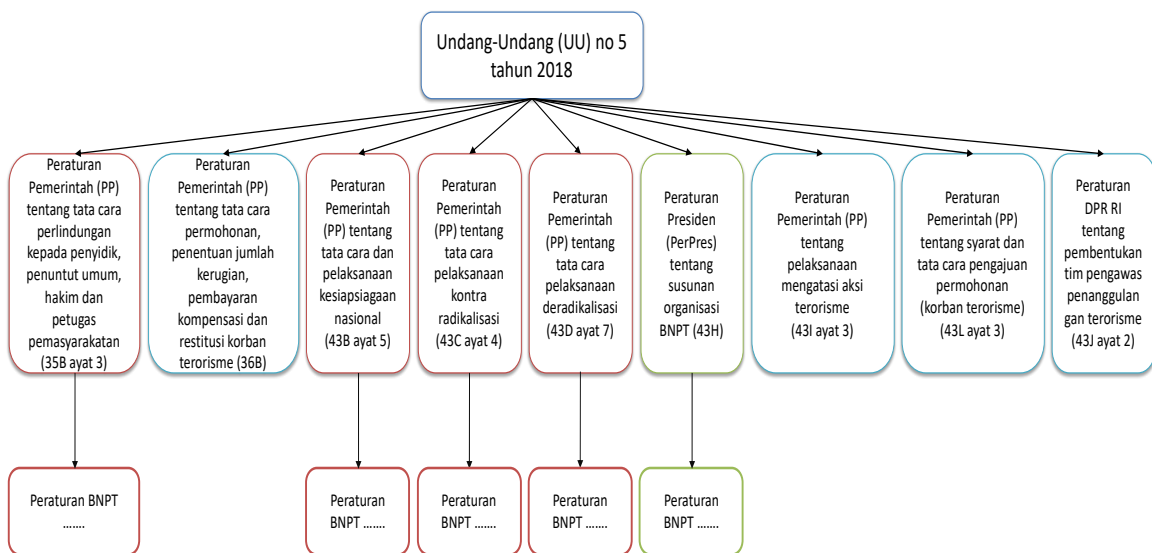 Undang-Undang (UU) no 5
tahun 2018
Peraturan
Pemerintah (PP)
tentang tata cara
perlindungan
kepada penyidik,
penuntut umum,
hakim dan
petugas
pemasyarakatan
(35B ayat 3)
Peraturan
Pemerintah (PP)
tentang tata cara
permohonan,
penentuan jumlah
kerugian,
pembayaran
kompensasi dan
restitusi korban
terorisme (36B)
Peraturan
Pemerintah
(PP) tentang
tata cara dan
pelaksanaan
kesiapsiagaan
nasional
(43B ayat 5)
Peraturan
Pemerintah
(PP) tentang
tata cara
pelaksanaan
kontra
radikalisasi
(43C ayat 4)
Peraturan
Pemerintah
(PP) tentang
tata cara
pelaksanaan
deradikalisasi
(43D ayat 7)
Peraturan
Presiden
(PerPres)
tentang
susunan
organisasi
BNPT (43H)
Peraturan
Pemerintah (PP)
tentang
pelaksanaan
mengatasi aksi
terorisme
(43I ayat 3)
Peraturan
Pemerintah (PP)
tentang syarat dan
tata cara pengajuan
permohonan
(korban terorisme)
(43L ayat 3)
Peraturan
DPR RI
tentang
pembentukan
tim pengawas
penanggulan
gan terorisme
(43J ayat 2)
Peraturan BNPT
.......
Peraturan
BNPT .......
Peraturan
BNPT .......
Peraturan
BNPT .......
Peraturan
BNPT .......